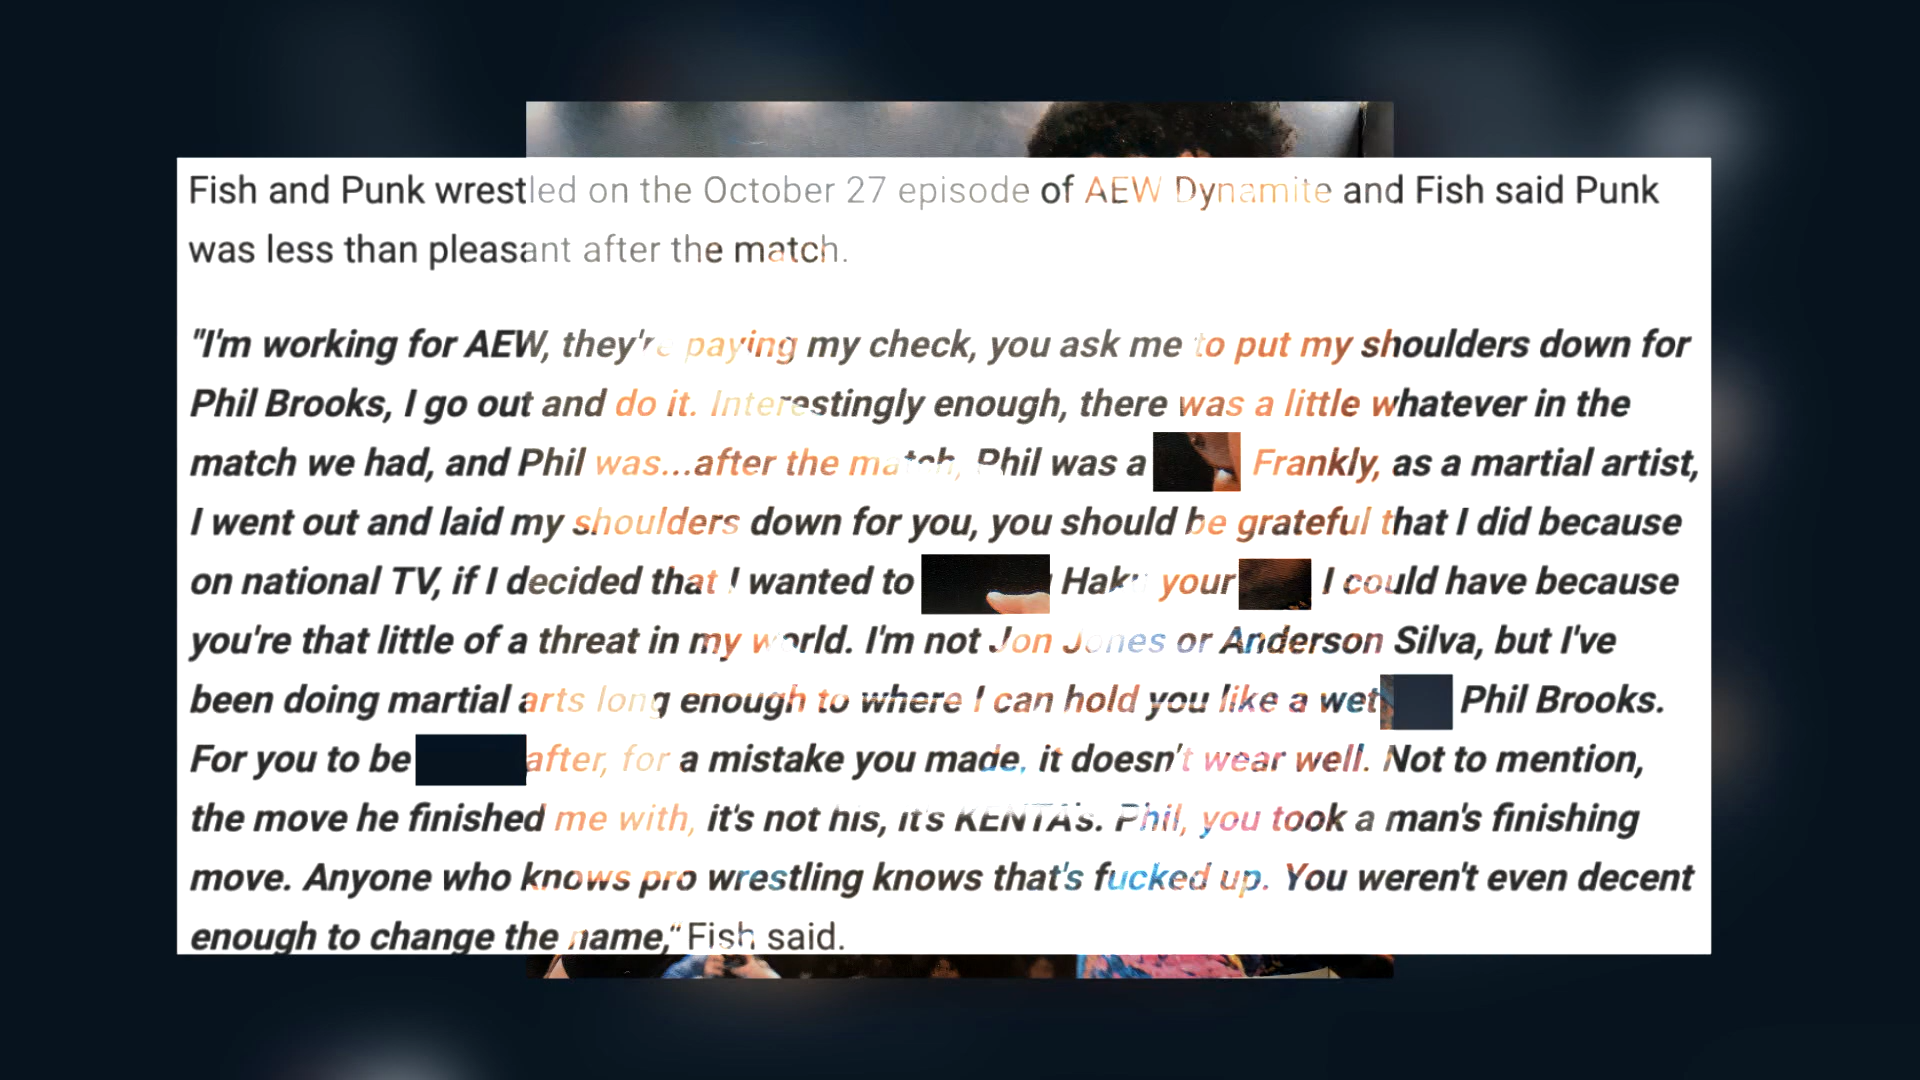 Fish and Punk wrestled on the October 27 episode of AEW Dynamite and Fish said Punk
was less than pleasant after the match.
"I'm working for AEW, they're paying my check, you ask me to put my shoulders down for
Phil Brooks, I go out and do it. Interestingly enough, there was a little whatever in the
match we had, and Phil was...after the match, Phil was a Frankly, as a martial artist,
I went out and laid my shoulders down for you, you should be grateful that I did because
on national TV, if I decided that I wanted to Haku your I could have because
you're that little of a threat in my world. I'm not Jon Jones or Anderson Silva, but I've
been doing martial arts long enough to where I can hold you like a wet Phil Brooks.
For you to be after, for a mistake you made, it doesn't wear well. Not to mention,
the move he finished me with, it's not his, it's KENTA's. Phil, you took a man's finishing
move. Anyone who knows pro wrestling knows that's fucked up. You weren't even decent
enough to change the name," Fish said.